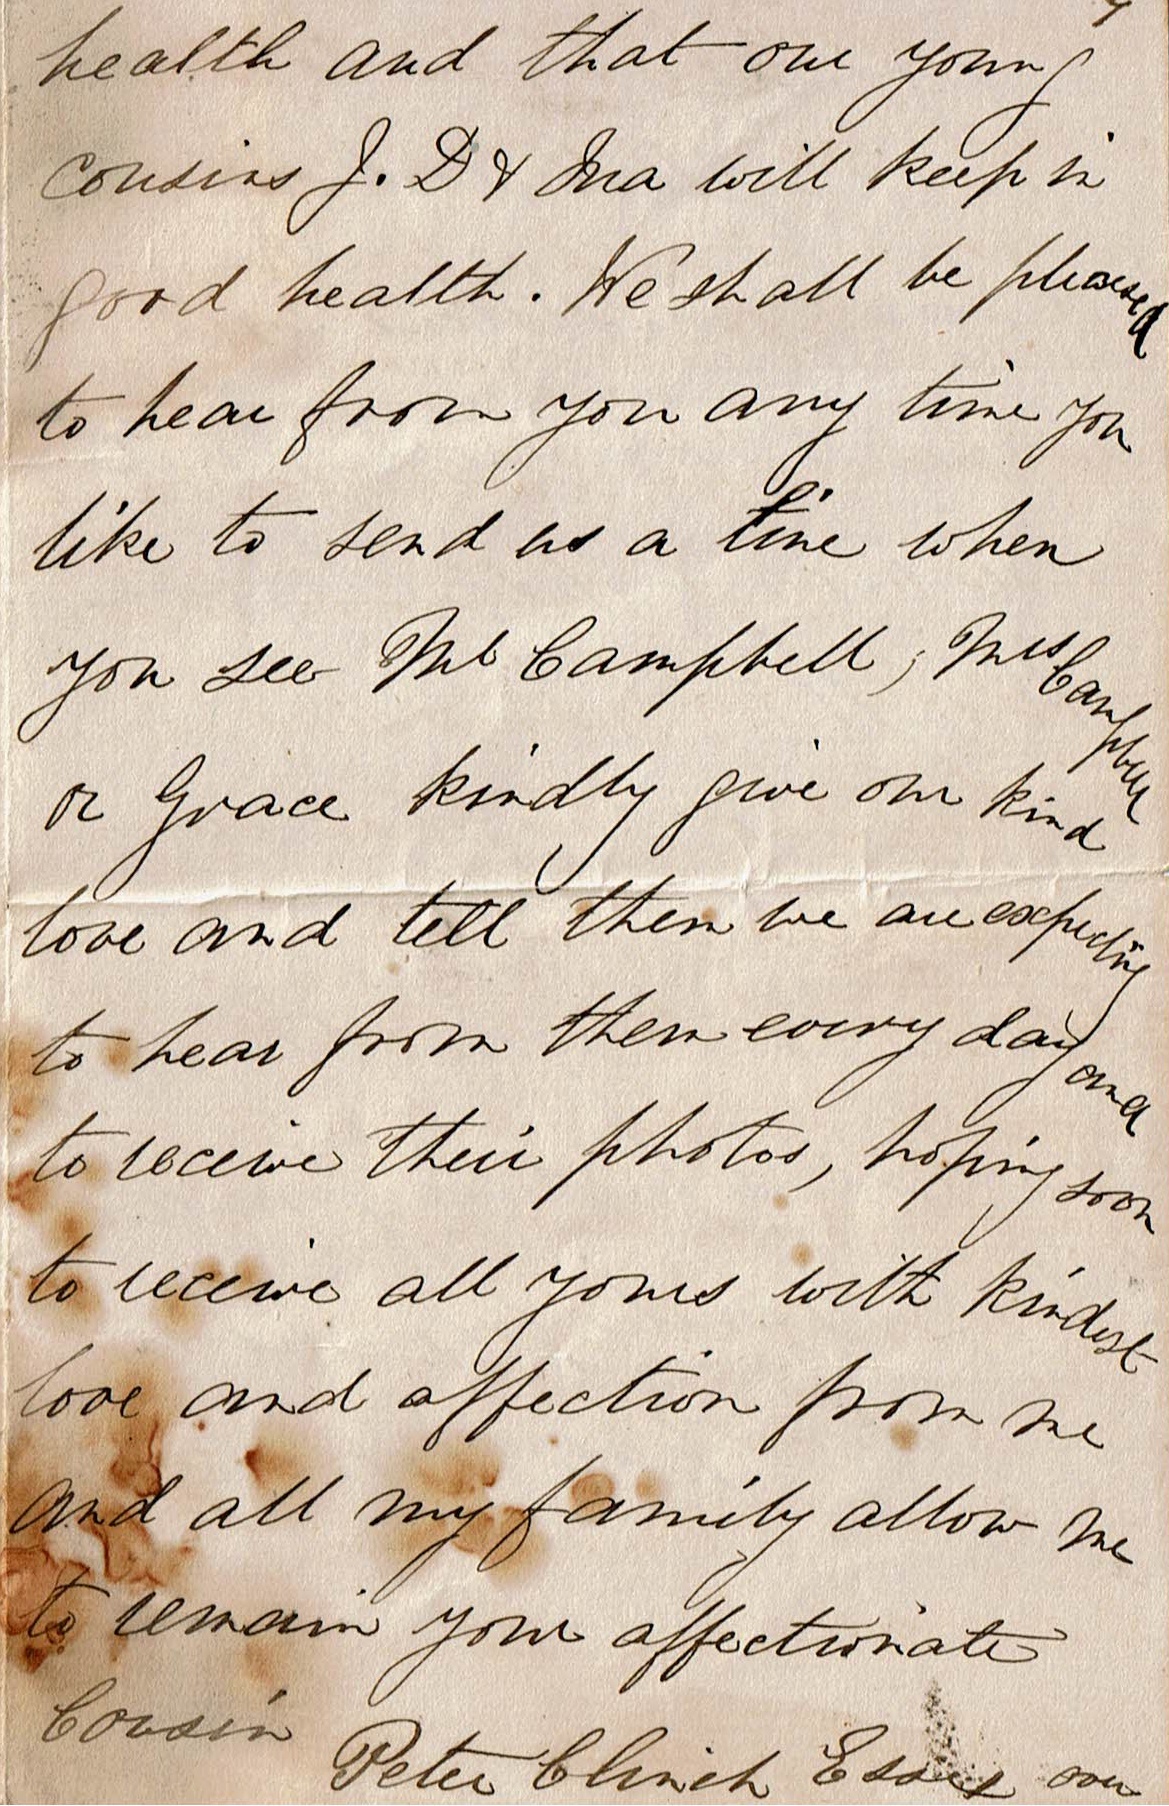 health and that our young
cousins J. D & Ina will keep in
good health. We shall be pleased
to hear from you any time you
like to send us a line when
you see Mr Campbell, Mrs Campbell
or Grace kindly give our kind
love and tell them we are expecting
to hear from them every day and
to receive their photos, hoping soon
to receive all yours with kindest
love and affection from me
and all my family allow me
to remain your affectionate
Cousin
Peter Clinch Essex over